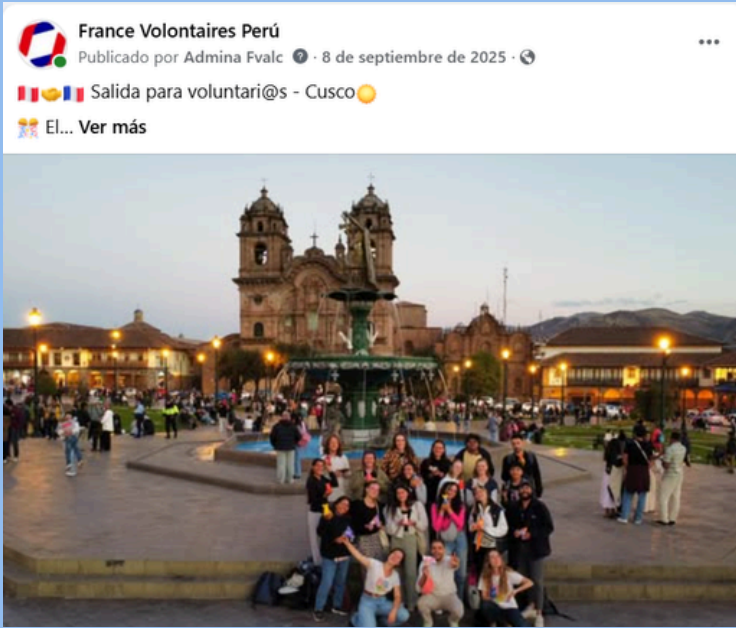 France Volontaires Perú
Publicado por Admina Fvalc · 8 de septiembre de 2025 ·
🇵🇪🤝🇫🇷 Salida para voluntari@s - Cusco🌞
🎊 El... Ver más